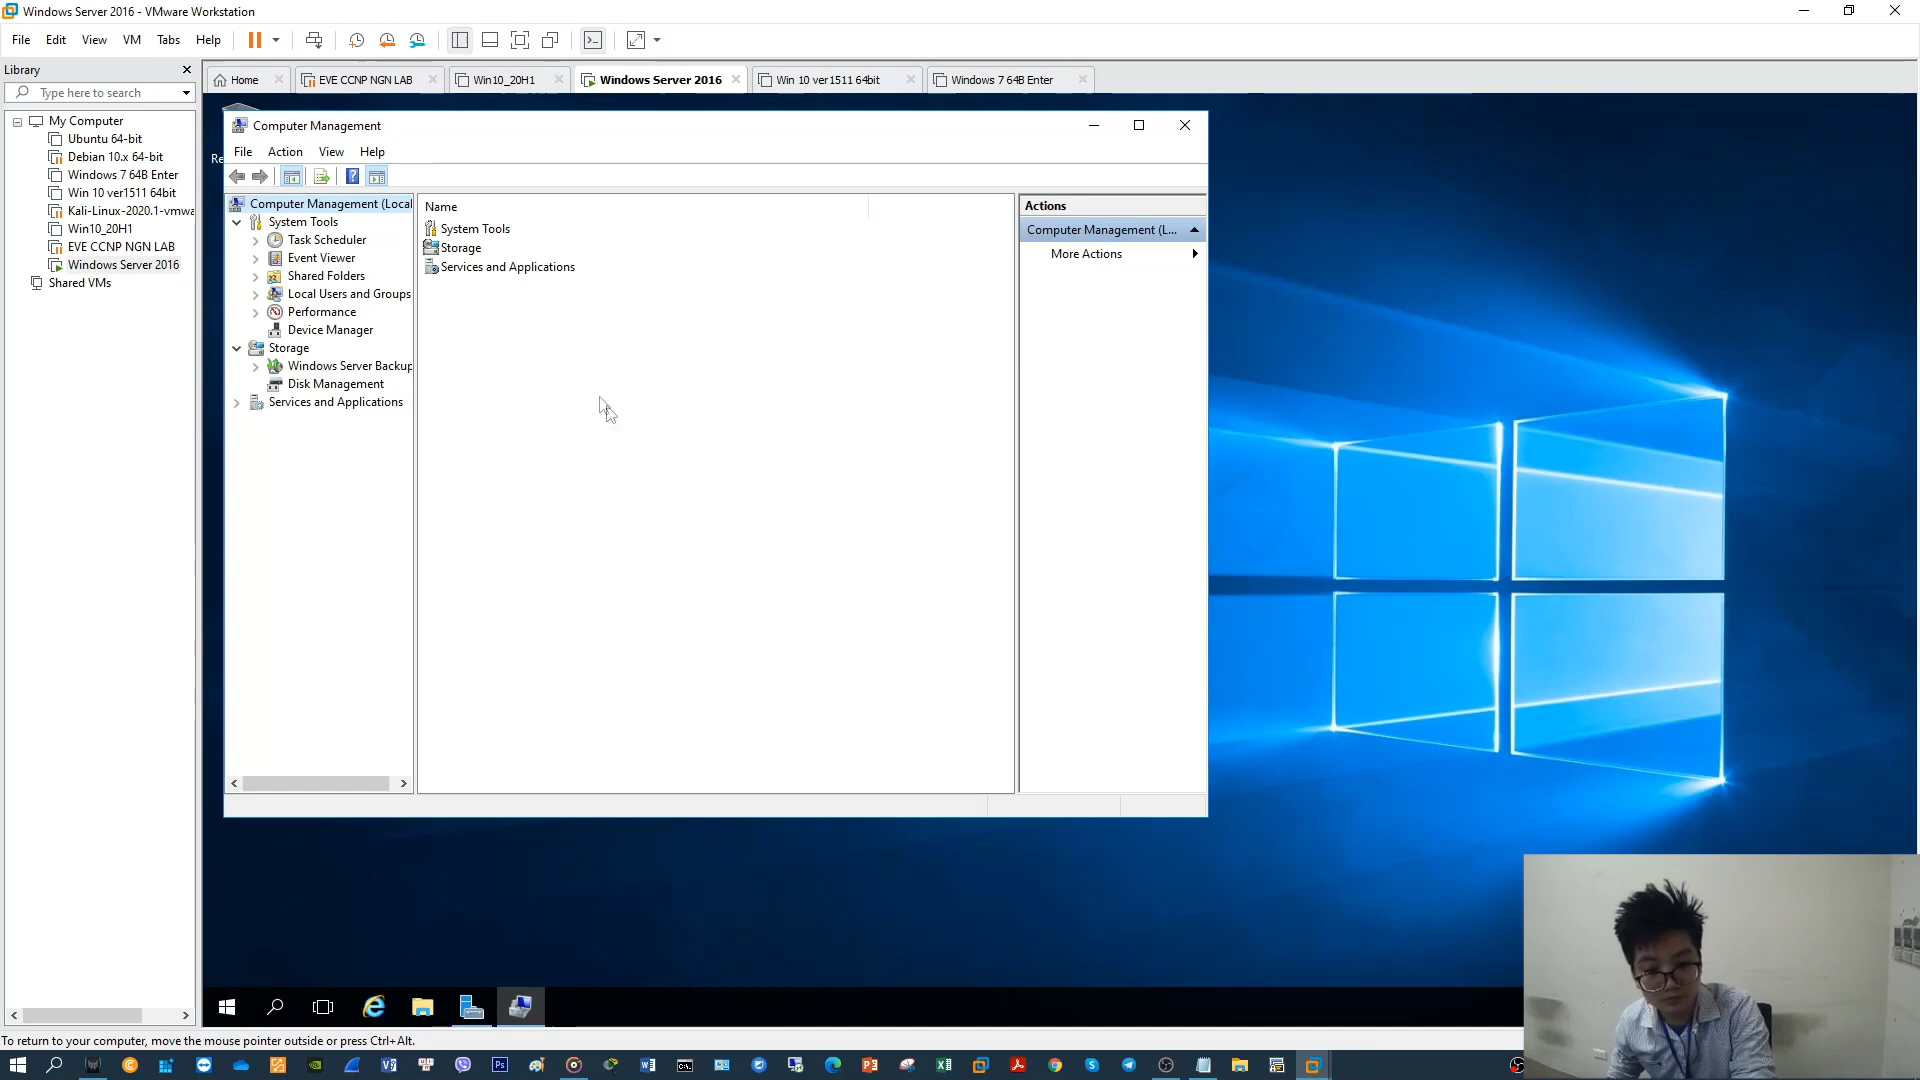 Windows Server 2016 - VMware Workstation
File Edit View VM Tabs Help
Library
Type here to search
My Computer
Ubuntu 64-bit
Debian 10.x 64-bit
Windows 7 64B Enter
Win 10 ver1511 64bit
Kali-Linux-2020.1-vmwa
Win10_20H1
EVE CCNP NGN LAB
Windows Server 2016
Shared VMs
Home EVE CCNP NGN LAB Win10_20H1 Windows Server 2016 Win 10 ver1511 64bit Windows 7 64B Enter
Re
Computer Management
File Action View Help
Computer Management (Local
System Tools
Task Scheduler
Event Viewer
Shared Folders
Local Users and Groups
Performance
Device Manager
Storage
Windows Server Backup
Disk Management
Services and Applications
Name
System Tools
Storage
Services and Applications
Actions
Computer Management (L...
More Actions
To return to your computer, move the mouse pointer outside or press Ctrl+Alt.